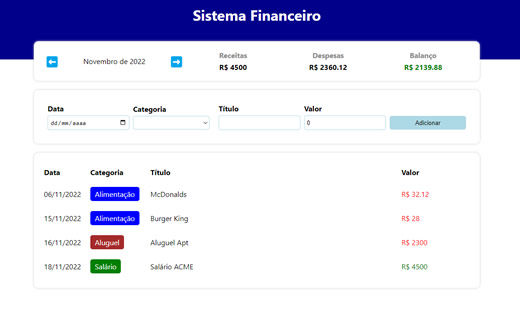 Sistema Financeiro
Novembro de 2022
Receitas
R$ 4500
Despesas
R$ 2360.12
Balanço
R$ 2139.88
Data
Categoria
Título
Valor
dd/mm/aaaa
0
Adicionar
Data Categoria Título Valor
06/11/2022 Alimentação McDonalds R$ 32.12
15/11/2022 Alimentação Burger King R$ 28
16/11/2022 Aluguel Aluguel Apt R$ 2300
18/11/2022 Salário Salário ACME R$ 4500